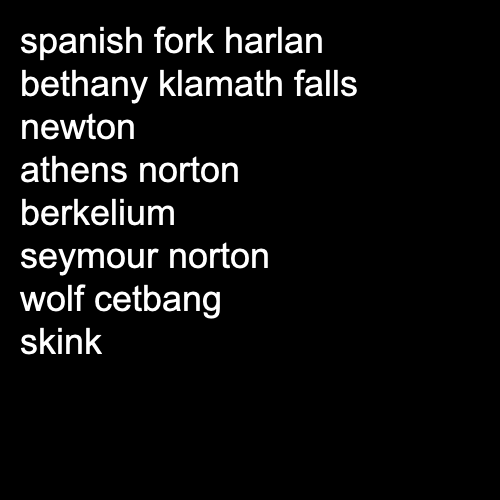 spanish fork harlan
bethany klamath falls
newton
athens norton
berkelium
seymour norton
wolf cetbang
skink